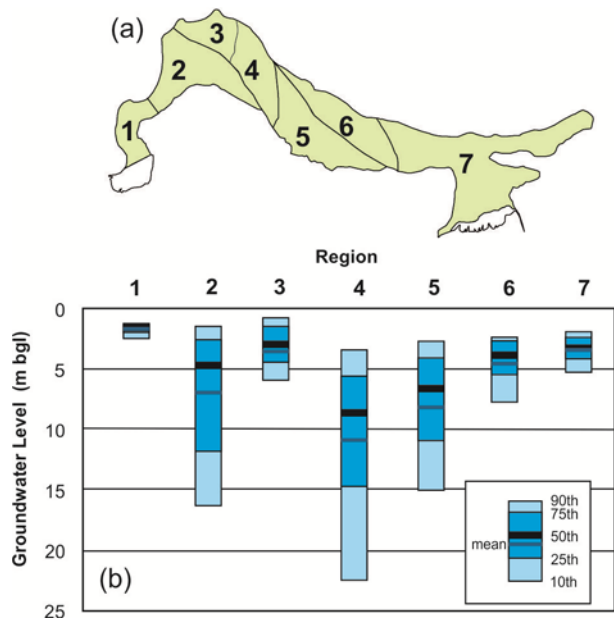 (a)
3
2
4
6
1
5
7
Region
1 2 3 4 5 6 7
Groundwater Level (m bgl)
0
5
10
15
20
25
90th
75th
mean
50th
25th
10th
(b)